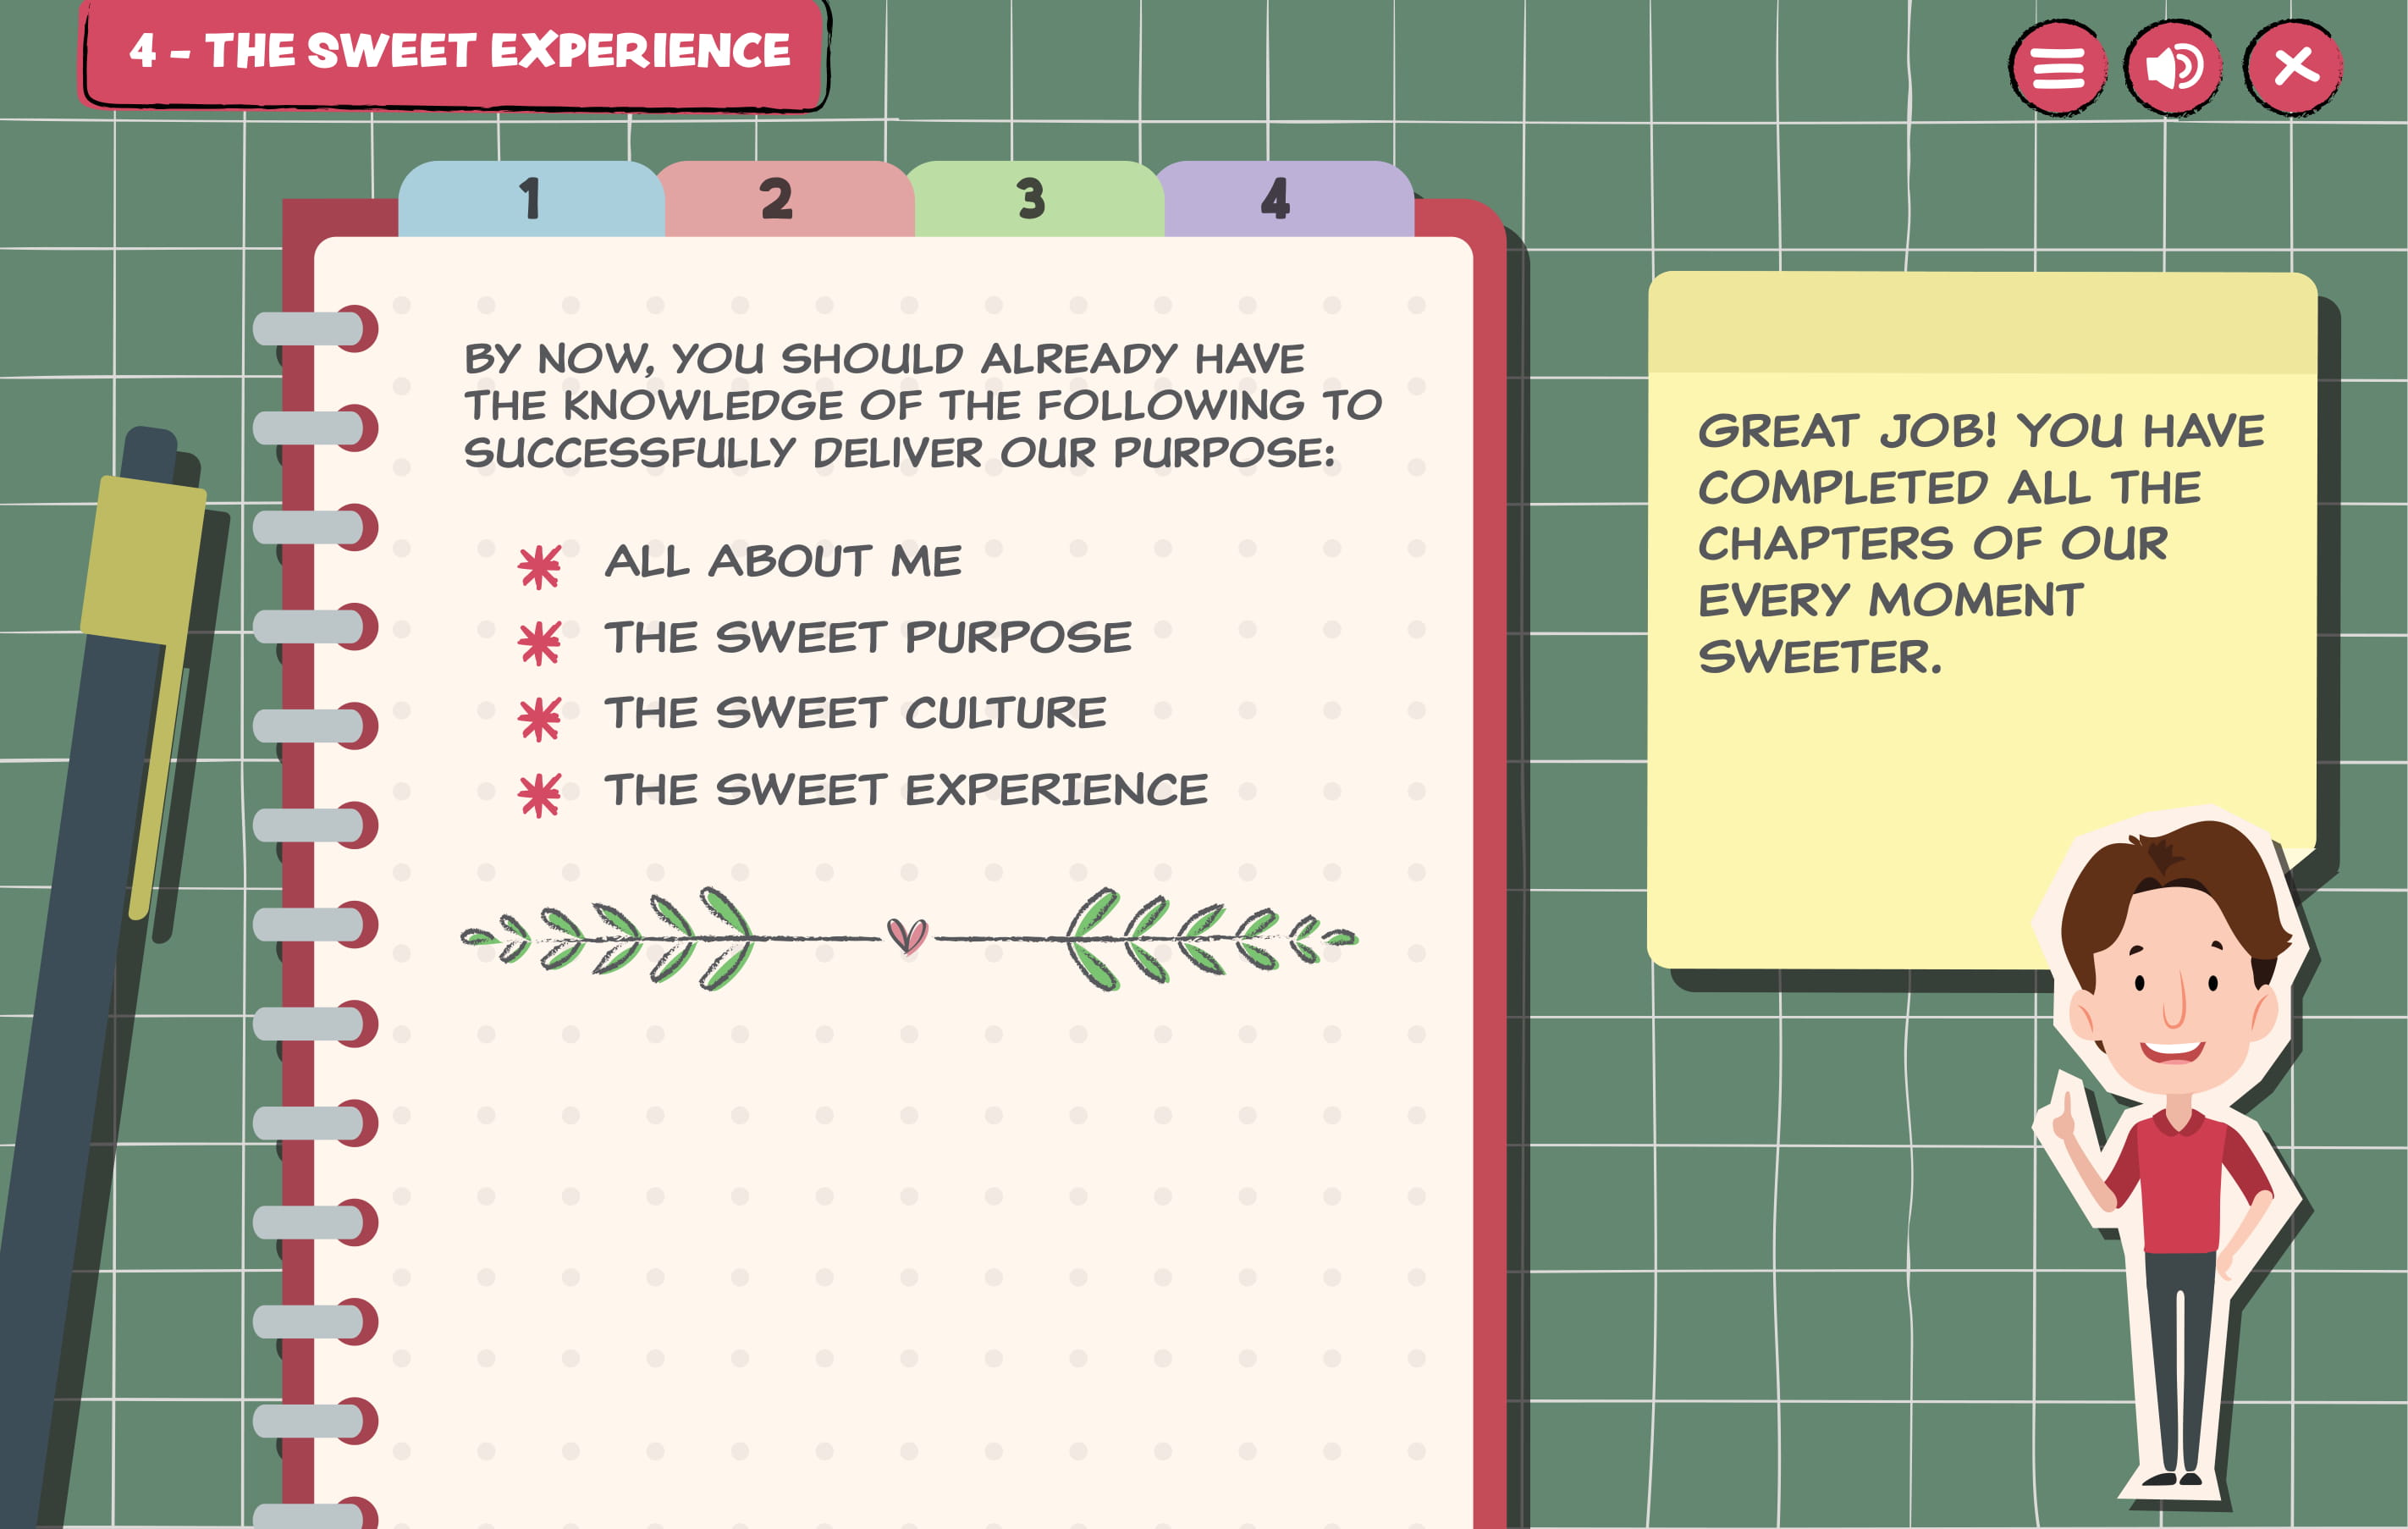 4 - THE SWEET EXPERIENCE
1 2 3 4
BY NOW, YOU SHOULD ALREADY HAVE
THE KNOWLEDGE OF THE FOLLOWING TO
SUCCESSFULLY DELIVER OUR PURPOSE:
ALL ABOUT ME
THE SWEET PURPOSE
THE SWEET CULTURE
THE SWEET EXPERIENCE
GREAT JOB! YOU HAVE
COMPLETED ALL THE
CHAPTERS OF OUR
EVERY MOMENT
SWEETER.